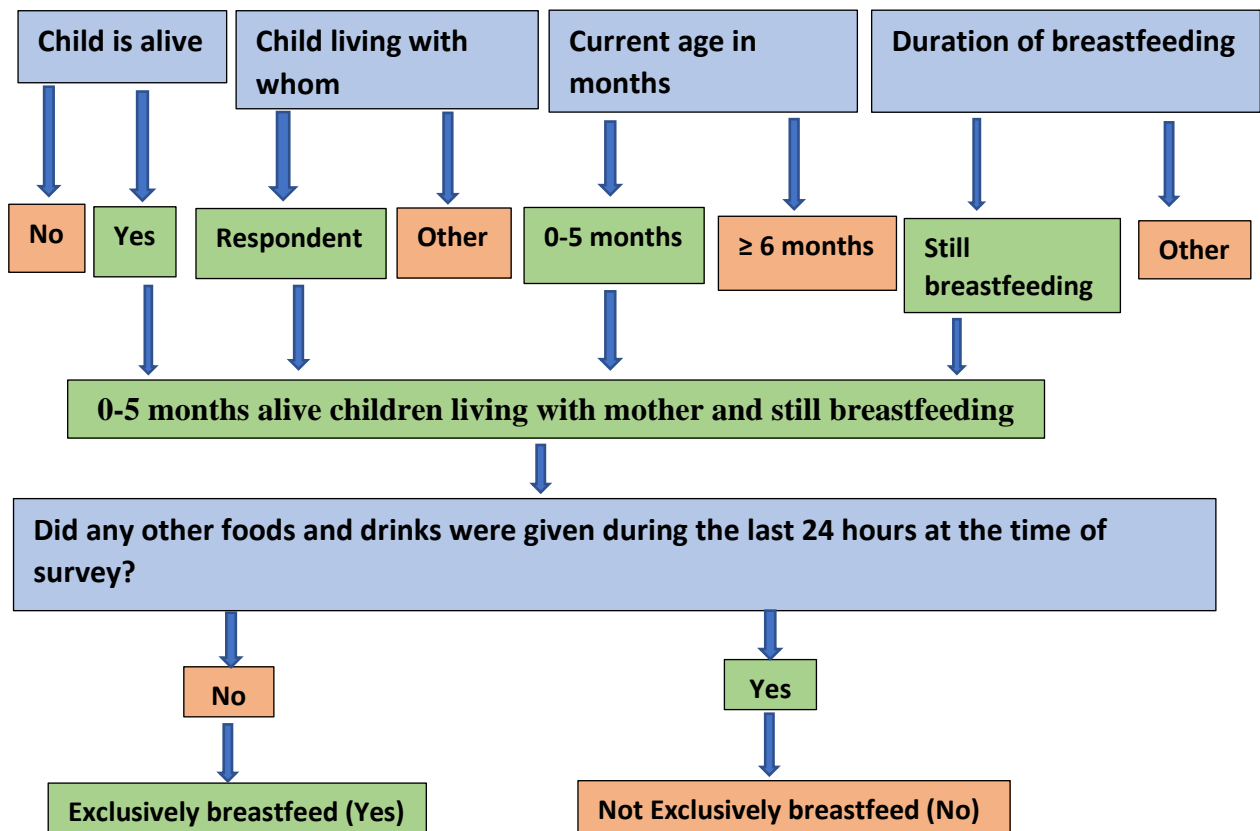 Child is alive
Child living with
whom
Current age in
months
Duration of breastfeeding
No
Yes
Respondent
Other
0-5 months
≥ 6 months
Still
breastfeeding
Other
0-5 months alive children living with mother and still breastfeeding
Did any other foods and drinks were given during the last 24 hours at the time of
survey?
No
Yes
Exclusively breastfeed (Yes)
Not Exclusively breastfeed (No)